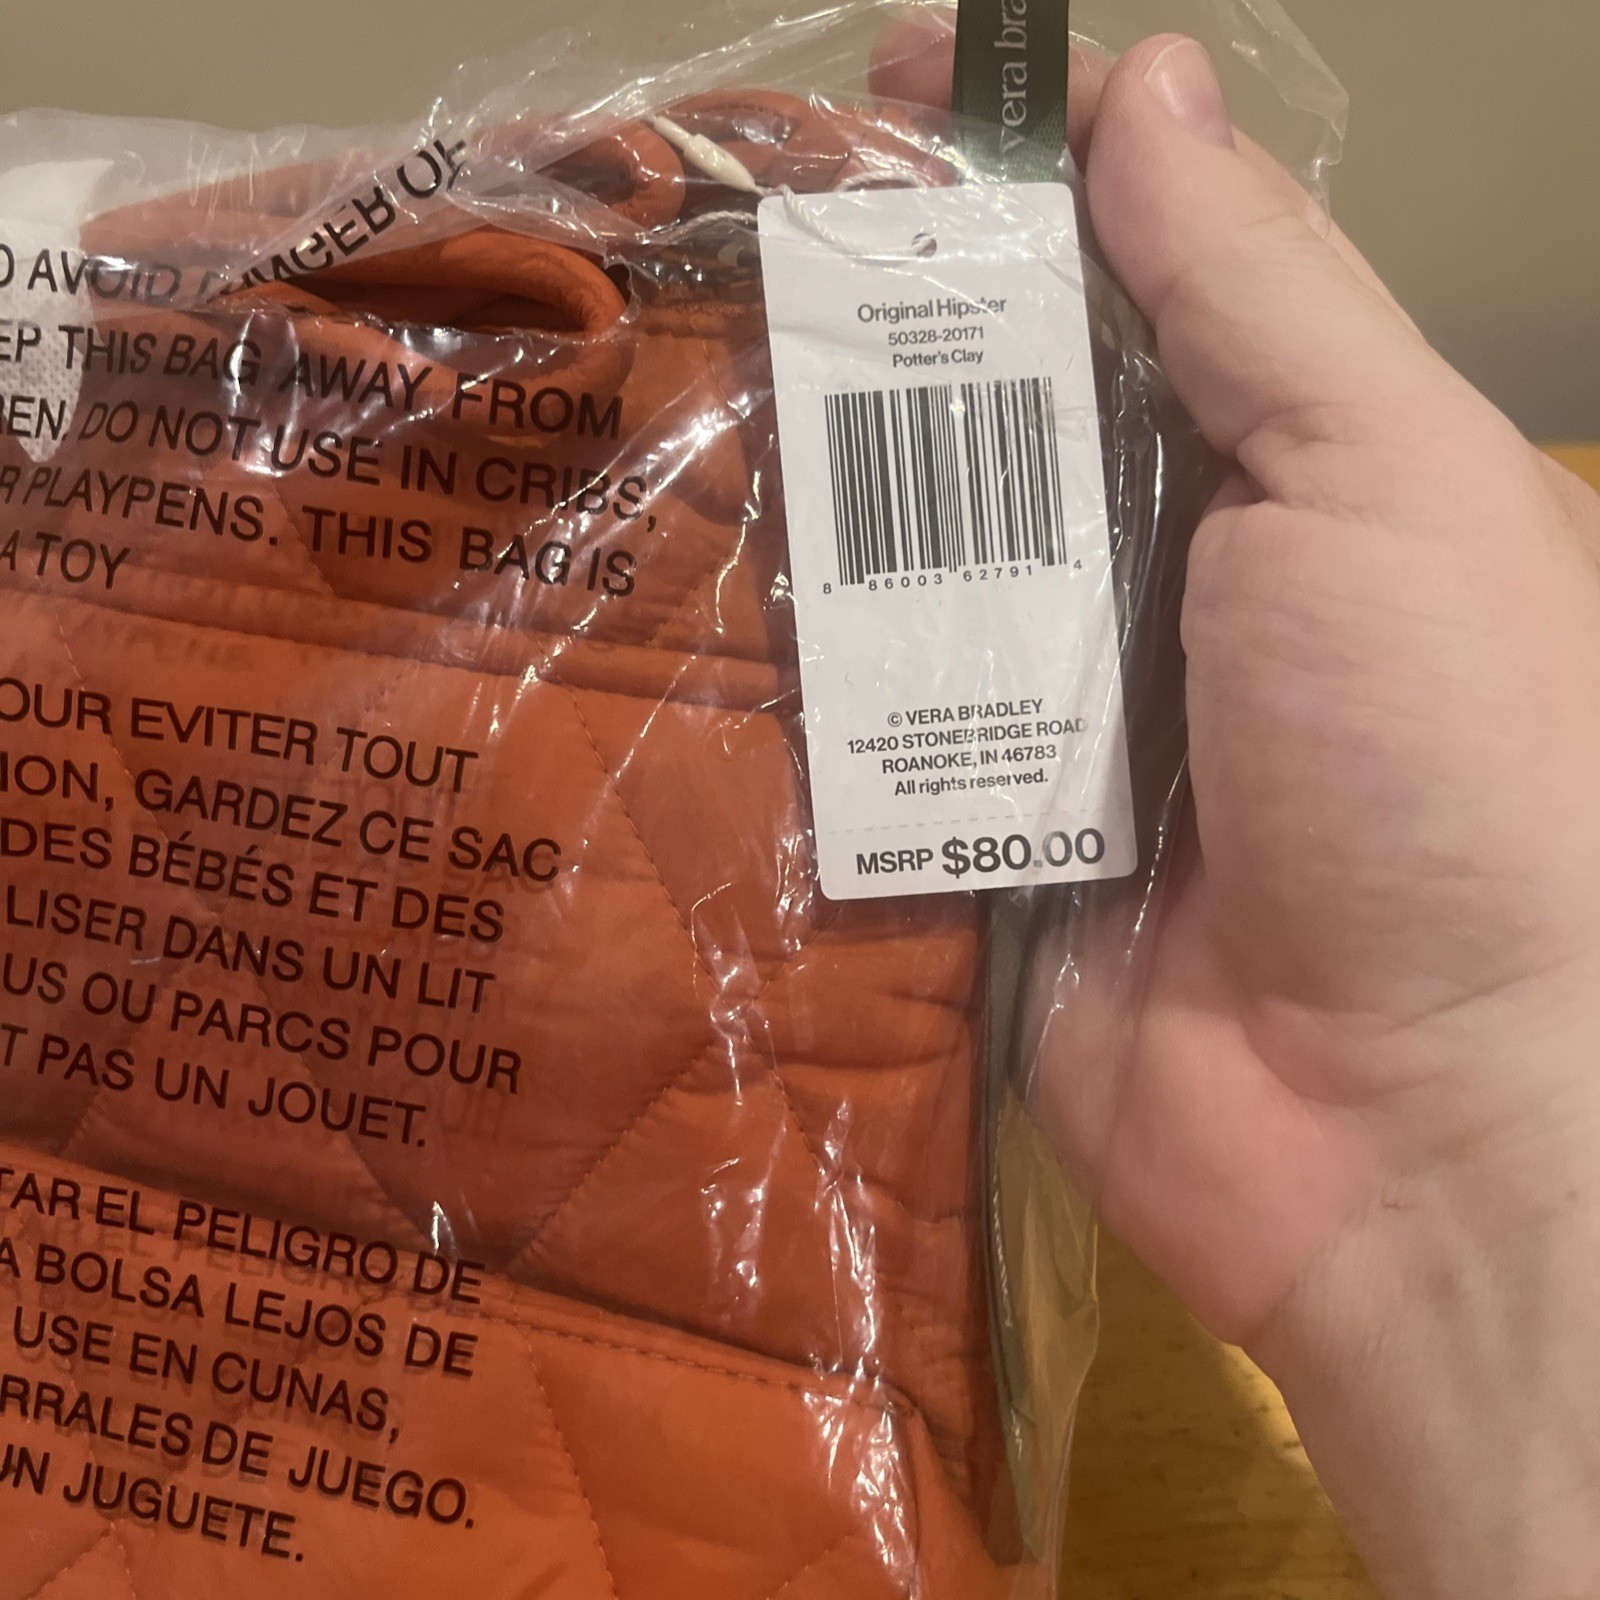 vera bra
Original Hipster
50328-20171
Potter's Clay
8 86003 62791 4
© VERA BRADLEY
12420 STONEBRIDGE ROAD
ROANOKE, IN 46783
All rights reserved.
MSRP $80.00
O AVOID DANGER OF
EP THIS BAG AWAY FROM
REN. DO NOT USE IN CRIBS,
R PLAYPENS. THIS BAG IS
A TOY
OUR EVITER TOUT
ION, GARDEZ CE SAC
DES BÉBÉS ET DES
LISER DANS UN LIT
US OU PARCS POUR
T PAS UN JOUET.
TAR EL PELIGRO DE
A BOLSA LEJOS DE
USE EN CUNAS,
RRALES DE JUEGO.
UN JUGUETE.